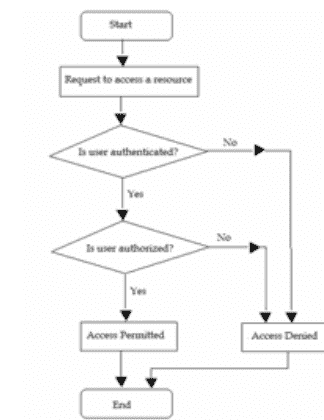 Start
Request to access a resource
Is user authenticated?
No
Yes
Is user authorized?
No
Yes
Access Permitted
Access Denied
End